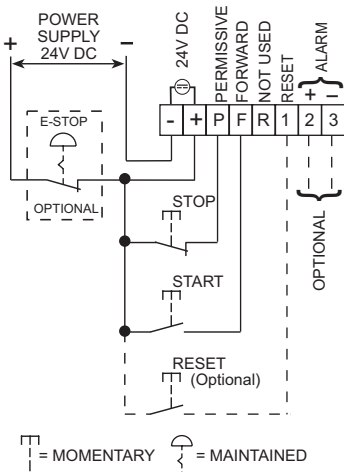 POWER
SUPPLY
24V DC
+
−
24V DC
PERMISSIVE
FORWARD
NOT USED
RESET
ALARM
+ −
- + P F R 1 2 3
E-STOP
OPTIONAL
STOP
OPTIONAL
START
RESET
(Optional)
= MOMENTARY
= MAINTAINED